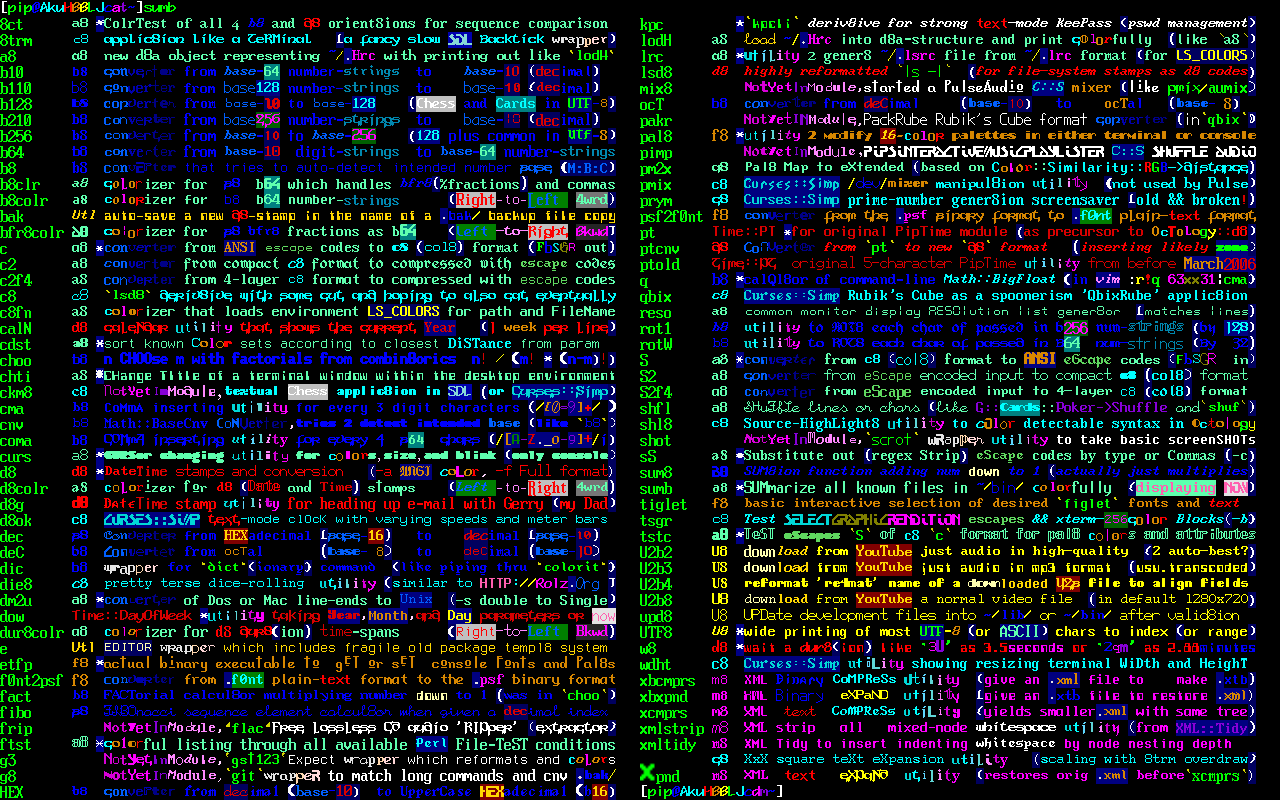 [pip@AkuHBBLJcat~]sumb
8ct a8 *ColrTest of all 4 b8 and a8 orient8ions for sequence comparison
8trm c8 applic8ion like a TeRMinal (a fancy slow SDL Backtick wrapper)
a8 a8 new d8a object representing ~/.Hrc with printing out like `lodH`
b10 b8 converter from base-64 number-strings to base-10 (decimal)
b110 b8 converter from base128 number-strings to base-10 (decimal)
b128 b8 converter from base-10 to base-128 (Chess and Cards in UTF-8)
b210 b8 converter from base256 number-strings to base-10 (decimal)
b256 b8 converter from base-10 to base-256 (128 plus common in Utf-8)
b64 b8 converter from base-10 digit-strings to base-64 number-strings
b8 b8 converter that tries to auto-detect intended number base (M:B:C)
b8clr a8 colorizer for b8 b64 which handles bfr8(%fractions) and commas
b8colr a8 colorizer for b8 b64 number-strings (Right-to-Left 4wrd)
bak Utl auto-save a new d8-stamp in the name of a .bak/ backup file copy
bfr8colr b8 colorizer for b8 bfr8 fractions as b64 (Left-to-Right Bkwd)
c a8 *converter from ANSI escape codes to c8 (col8) format (FbSGR out)
c2 a8 converter from compact c8 format to compressed with escape codes
c2f4 a8 converter from 4-layer c8 format to compressed with escape codes
c8 c8 `lsd8` deriv8ive with some cut, and hoping to also cat, eventually
c8fn a8 colorizer that loads environment LS_COLORS for path and FileName
calN d8 caleNdar utility that shows the current Year (1 week per line)
cdst a8 *sort known Color sets according to closest DiSTance from param
choo b8 n CHOOse m with factorials from combin8orics n! / (m! * (n-m)!)
chti a8 *CHange TItle of a terminal window within the desktop environment
ckm8 c8 NotYetInModule,textual Chess applic8ion in SDL (or Curses::Simp)
cma b8 CoMmA inserting utility for every 3 digit characters (/[0-9]+/ )
cnv b8 Math::BaseCnv CoNVerter,tries 2 detect intended base (like `b8`)
coma b8 COMmA inserting utility for every 4 b64 chars (/[A-Z._0-9]+/)
curs c8 *CURSor changing utility for colors,size,and blink (only console)
d8 d8 *DateTime stamps and conversion (-a ANSI color, -f Full format)
d8colr a8 colorizer for d8 (Date and Time) stamps (Left-to-Right 4wrd)
d8g d8 *DateTime stamp utility for heading up e-mail with Gerry (my Dad)
d8ok c8 CURSES::SIMP text-mode clOcK with varying speeds and meter bars
dec b8 converter from HEXadecimal (base-16) to decimal (base-10)
deC b8 Converter from ocTal (base-8) to deCimal (base-10)
dic b8 wrapper for `dict` (like piping thru `colorit`)
die8 c8 pretty terse dice-rolling utility (similar to HTTP://Rolz.Org )
dm2u a8 *converter of Dos or Mac line-ends to Unix (-s double to Single)
dow Time::DayOfWeek *utility taking Year,Month,and Day parameters or now
dur8colr a8 colorizer for d8 dur8(ion) time-spans (Right-to-Left Bkwd)
e Utl EDITOR wrapper which includes fragile old package templ8 system
etfp f8 *actual binary executable to gET or sET console Fonts and Pal8s
f0nt2psf f8 converter from .f0nt plain-text format to the .psf binary format
fact b8 FACTorial calcul8or multiplying number down to 1 (was in `choo`)
fibo b8 FIBOnacci sequence element calcul8or when given a decimal index
frip NotYetInModule,`flac`Free lossless CD audio 'RIPper' (extractor)
ftst a8 *colorful listing through all available Perl File-TeST conditions
g3 NotYetInModule,`gsf123`Expect wrapper which reformats and colors
g8 NotYetInModule,`git`wrappeR to match long commands and cnv .bak/
HEX b8 converter from decimal (base-10) to UpperCase HEXadecimal (b16)
kpc *`kpcli` deriv8ive for strong text-mode KeePass (pswd management)
lodH a8 load ~/.Hrc into d8a-structure and print colorfully (like `a8`)
lrc a8 *utility 2 gener8 ~/.lsrc file from ~/.lrc format (for LS_COLORS)
lsd8 d8 highly reformatted `ls -l` (for file-system stamps as d8 codes)
mix8 NotYetInModule,started a PulseAudio C::S mixer (like pmix/aumix)
ocT b8 converter from deCimal (base-10) to ocTal (base- 8)
pakr NotYetInModule,PackRube Rubik's Cube format converter (in`qbix`)
pal8 f8 *utility 2 modify 16-color palettes in either terminal or console
pimp NotYetInModule,PiPsiNTERACTiVEMUSiCPLAYLiSTER C::S SHUFFLE AUDiO
pm2x a8 Pal8 Map to eXtended (based on Color::Similarity::RGB->distance)
pmix c8 Curses::Simp /dev/mixer manipul8ion utility (not used by Pulse)
prym c8 Curses::Simp prime-number gener8ion screensaver (old && broken!)
psf2f0nt f8 converter from the .psf binary format, to .f0nt plain-text format,
pt Time::PT *for original PipTime module (as precursor to OcTology::d8)
ptcnv d8 CoNVerter from `pt` to new `d8` format (inserting likely zone)
ptold Time::PT original 5-character PipTime utility from before March2006
q b8 *calQl8or of command-line Math::BigFloat (in vim :r!q 63xx31|cma)
qbix c8 Curses::Simp Rubik's Cube as a spoonerism 'QbixRube' applic8ion
reso a8 common monitor display RESOlution list gener8or (matches lines)
rot1 b8 utility to ROT8 each char of passed in b256 num-strings (by 128)
rotW b8 utility to ROT8 each char of passed in b64 num-strings (by 32)
S a8 *converter from c8 (col8) format to ANSI eScape codes (FbSGR in)
S2 a8 converter from eScape encoded input to compact c8 (col8) format
S2f4 a8 converter from eScape encoded input to 4-layer c8 (col8) format
shfl a8 ShuFfLe lines or chars (like G::Cards::Poker->Shuffle and`shuf`)
shl8 a8 Source-HighLight8 utility to color detectable syntax in Octology
shot NotYetInModule,`scrot` wRapper utility to take basic screenSHOTs
sS a8 *Substitute out (regex Strip) eScape codes by type or Commas (-c)
sum8 b8 SUM8ion function adding num down to 1 (actually just multiplies)
sumb a8 *SUMmarize all known files in ~/bin/ colorfully (displaying NOW)
tiglet f8 basic interactive selection of desired `figlet` fonts and text
tsgr c8 Test SELECTGRAPHICRENDITION escapes && xterm-256color Blocks(-b)
tstc a8 *TeST eScapes `S` of c8 `c` format for pal8 colors and attributes
U2b2 U8 download from YouTube just audio in high-quality (2 auto-best?)
U2b3 U8 download from YouTube just audio in mp3 format (usu.transcoded)
U2b4 U8 reformat 're4mat' name of a downloaded U2b file to align fields
U2b8 U8 download from YouTube a normal video file (in default 1280x720)
upd8 U8 UPDate development files into ~/lib/ or ~/bin/ after valid8ion
UTF8 U8 *wide printing of most UTF-8 (or ASCII) chars to index (or range)
w8 d8 *wait a dur8(ion) like '3U' as 3.5seconds or '2gm' as 2.88minutes
wdht c8 Curses::Simp utiLity showing resizing terminal WiDth and HeighT
xbcmprs m8 XML Binary CoMPReSs utility (give an .xml file to make .xtb)
xbxpnd m8 XML Binary eXPaND utility (give an .xtb file to restore .xml)
xcmprs m8 XML text CoMPReSs utiLity (yields smaller.xml with same tree)
xmlstrip m8 XML strip all mixed-node whitespace utility (from XML::Tidy)
xmltidy m8 XML Tidy to insert indenting whitespace by node nesting depth
g8 XxX square teXt eXpansion utility (scaling with 8trm overdraw)
Xpnd m8 XML text eXPaND utility (restores orig .xml before`xcmprs`)
[pip@AkuHBBLJcdm~]